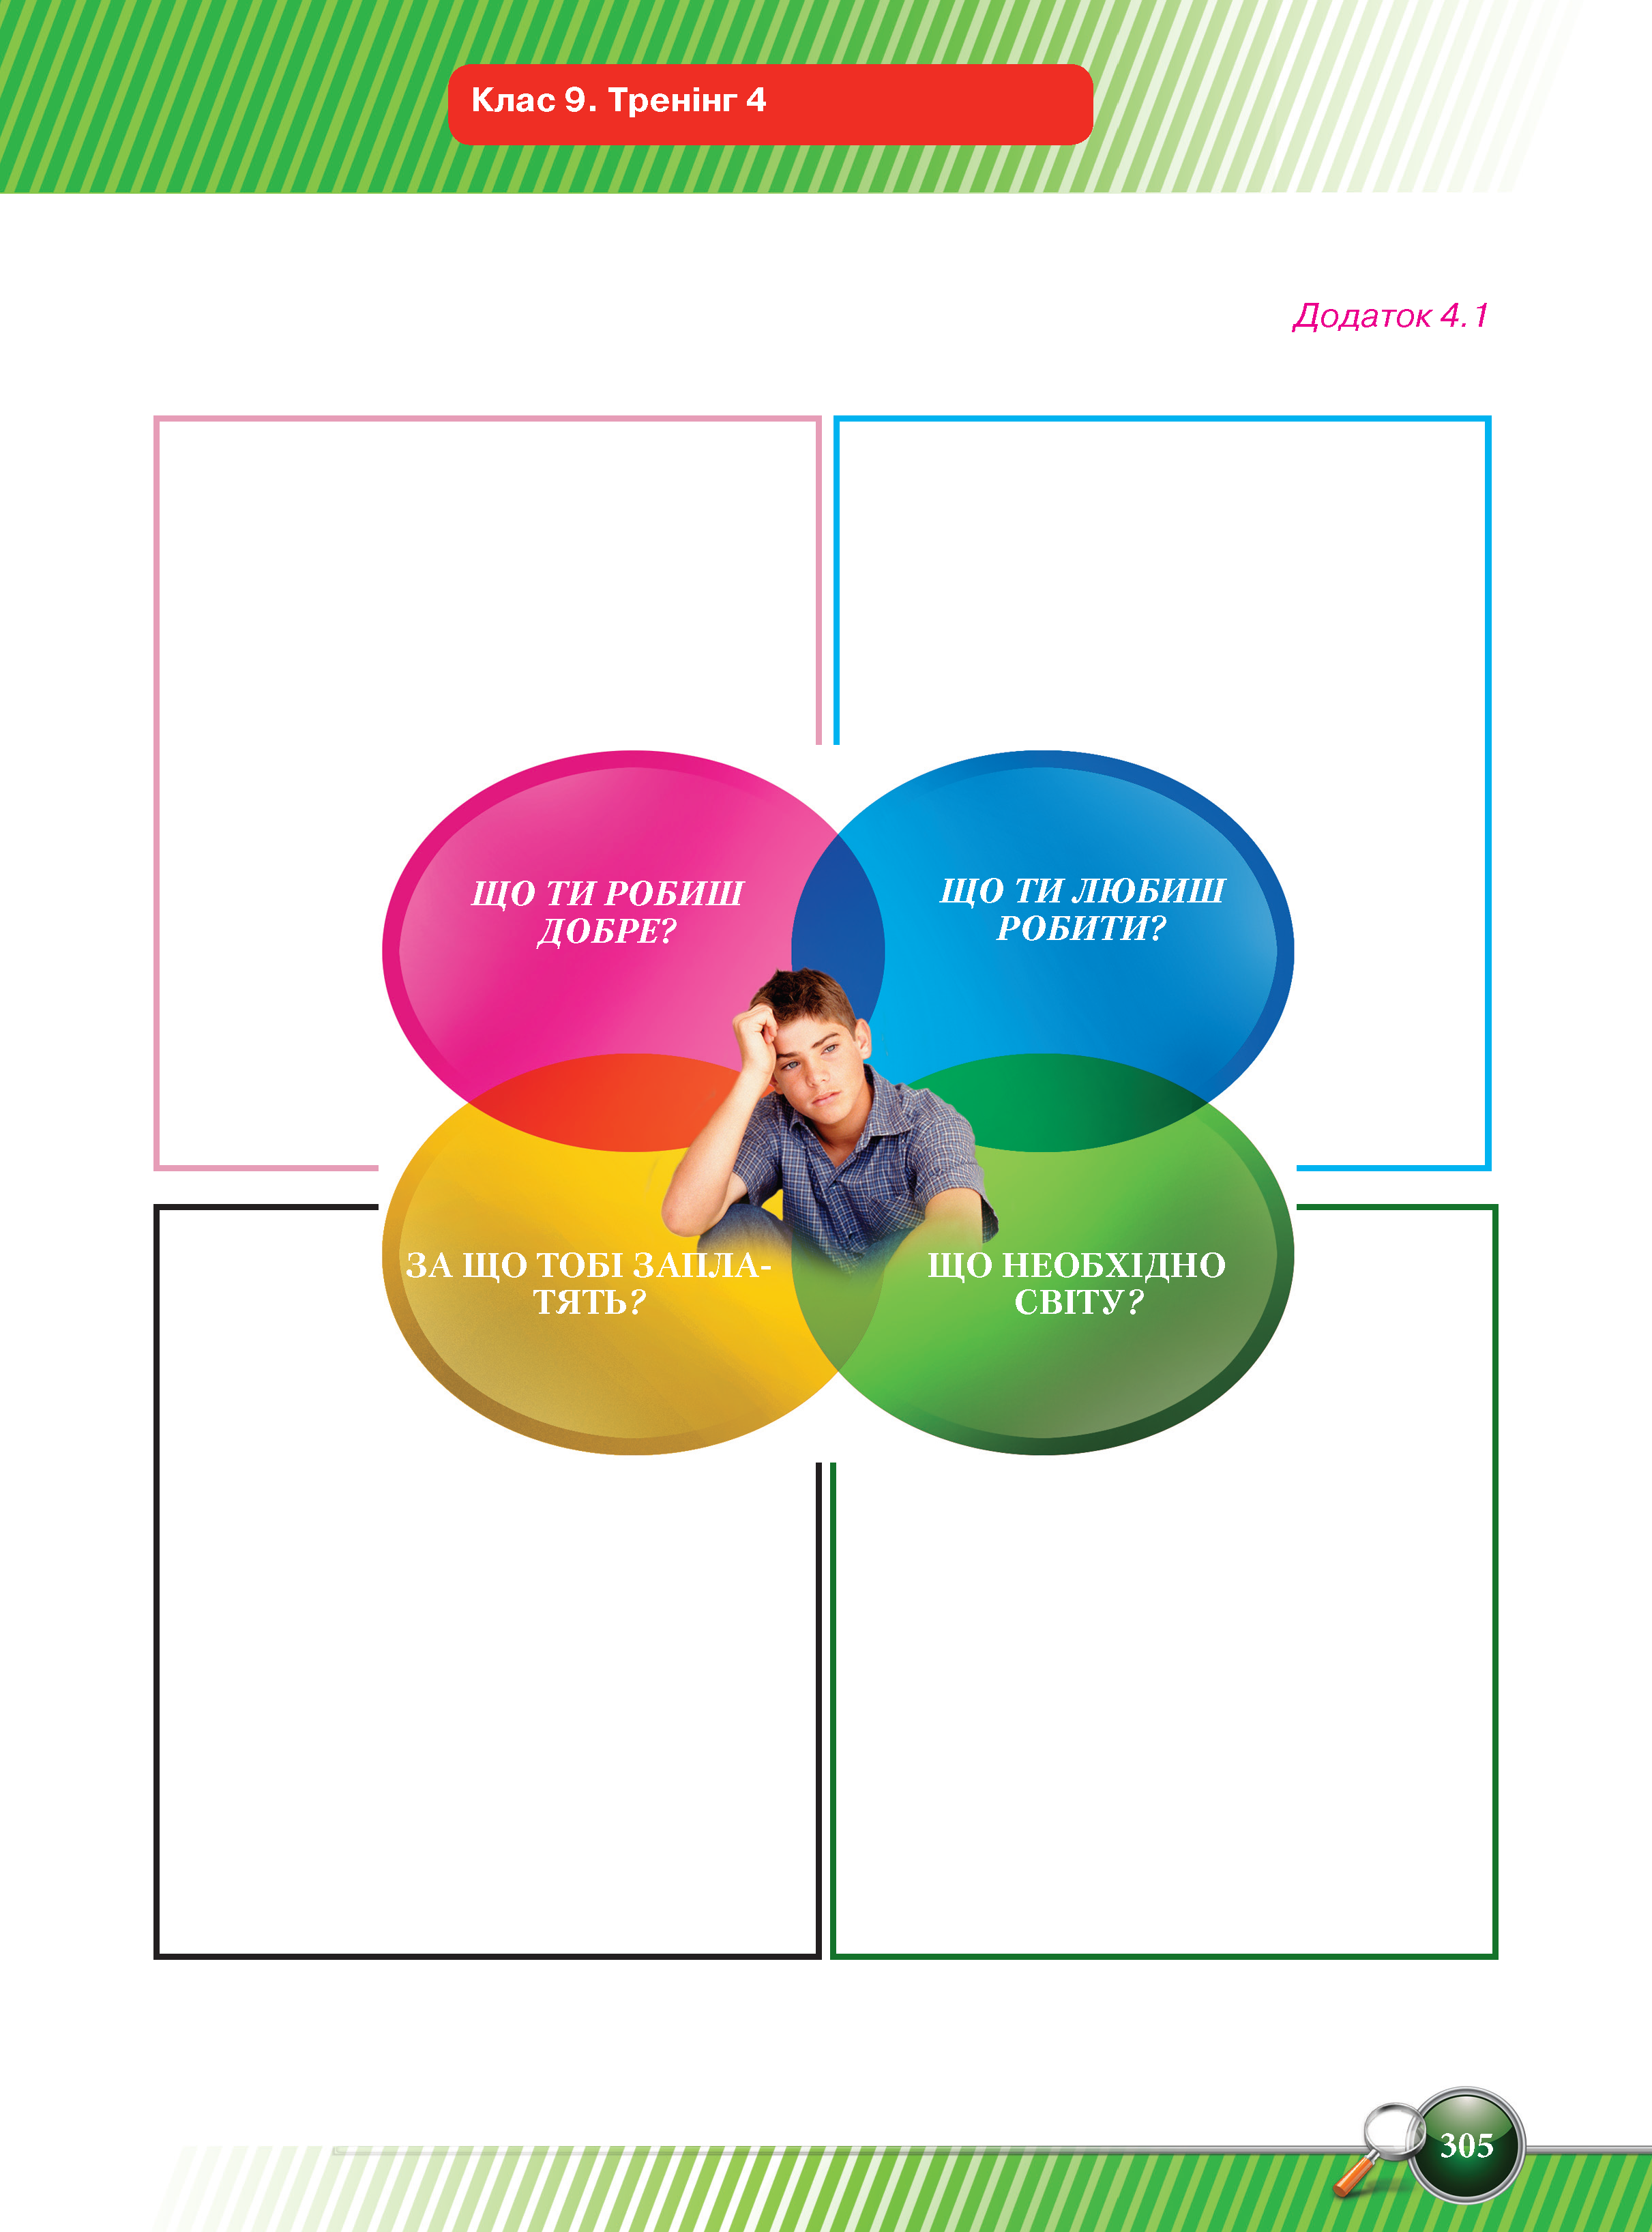 Клас 9. Тренінг 4
Додаток 4.1
ЩО ТИ РОБИШ
ДОБРЕ?
ЩО ТИ ЛЮБИШ
РОБИТИ?
ЗА ЩО ТОБІ ЗАПЛА-
ТЯТЬ?
ЩО НЕОБХІДНО
СВІТУ?
305